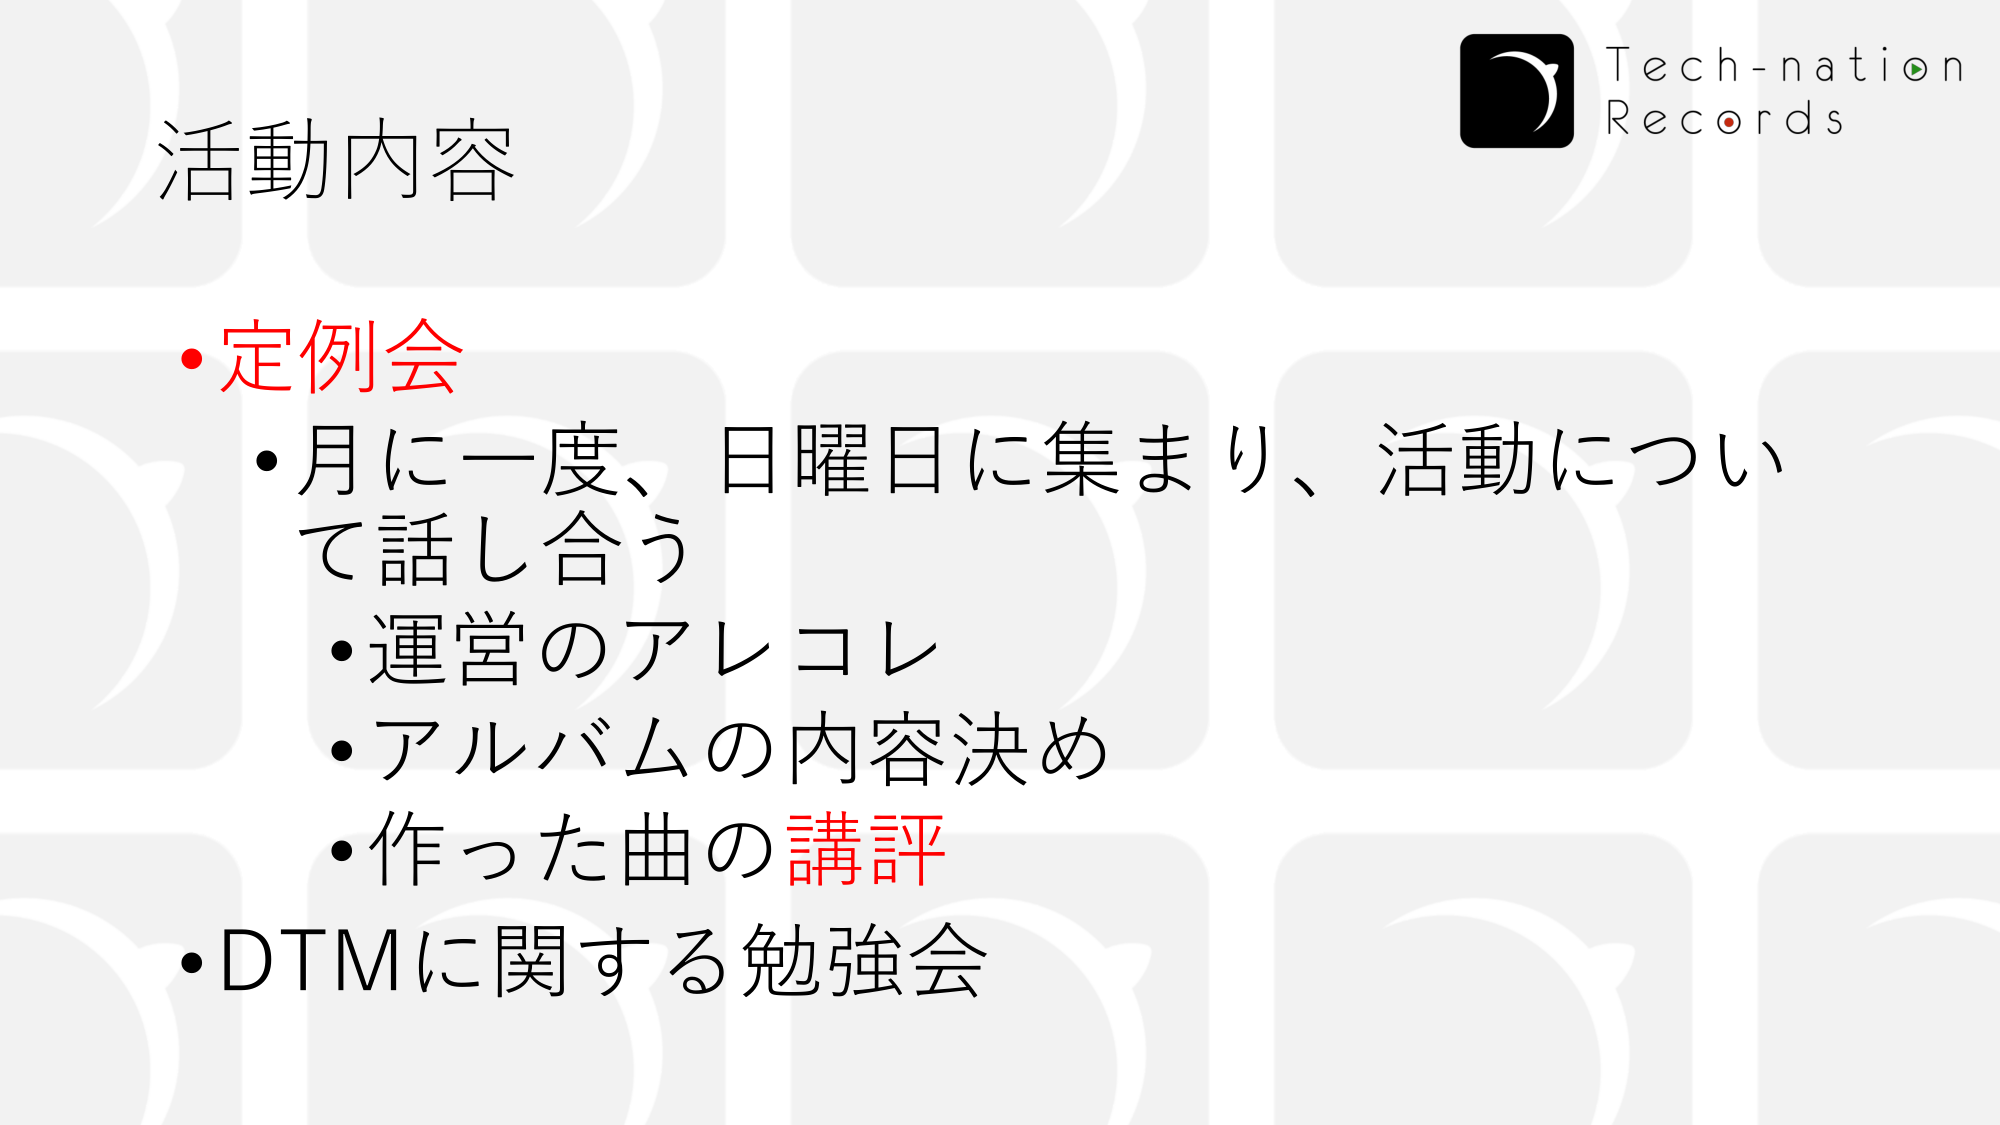 Tech-nation
Records
活動内容
•定例会
•月に一度、日曜日に集まり、活動につい
て話し合う
•運営のアレコレ
•アルバムの内容決め
•作った曲の講評
•DTMに関する勉強会